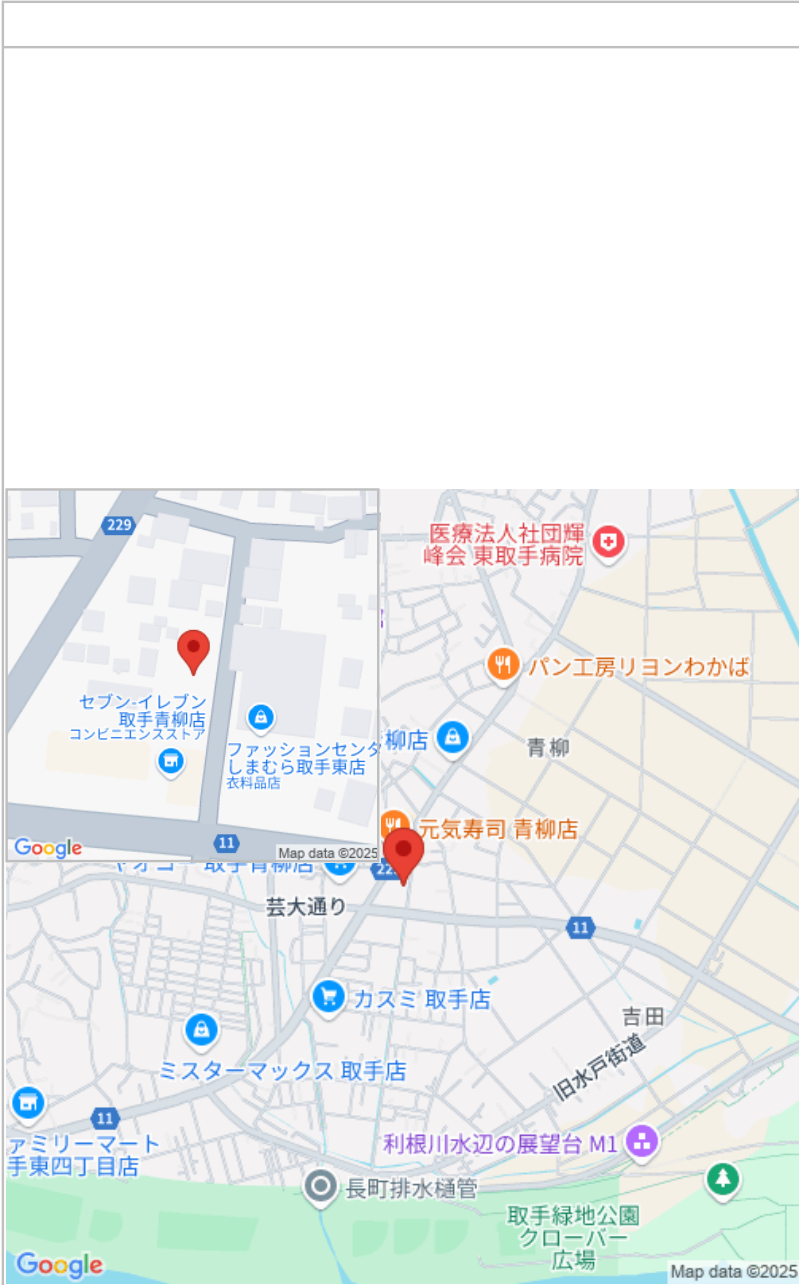 229
セブン-イレブン
取手青柳店
コンビニエンスストア
ファッションセンタ
しまむら取手東店
衣料品店
11
Google
Map data ©2025
医療法人社団輝
峰会 東取手病院
パン工房リヨンわかば
柳店
青柳
元気寿司 青柳店
取手青柳店
芸大通り
11
カスミ 取手店
吉田
ミスターマックス 取手店
旧水戸街道
11
ァミリーマート
手東四丁目店
利根川水辺の展望台 M1
長町排水樋管
取手緑地公園
クローバー
広場
Google
Map data ©2025